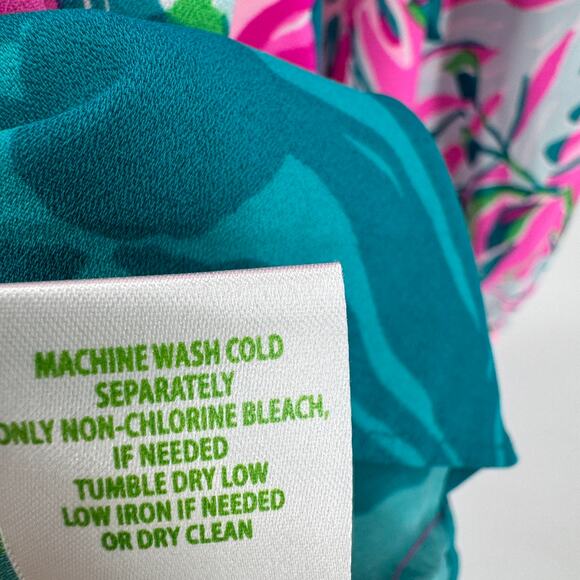 MACHINE WASH COLD
SEPARATELY
ONLY NON-CHLORINE BLEACH,
IF NEEDED
TUMBLE DRY LOW
LOW IRON IF NEEDED
OR DRY CLEAN